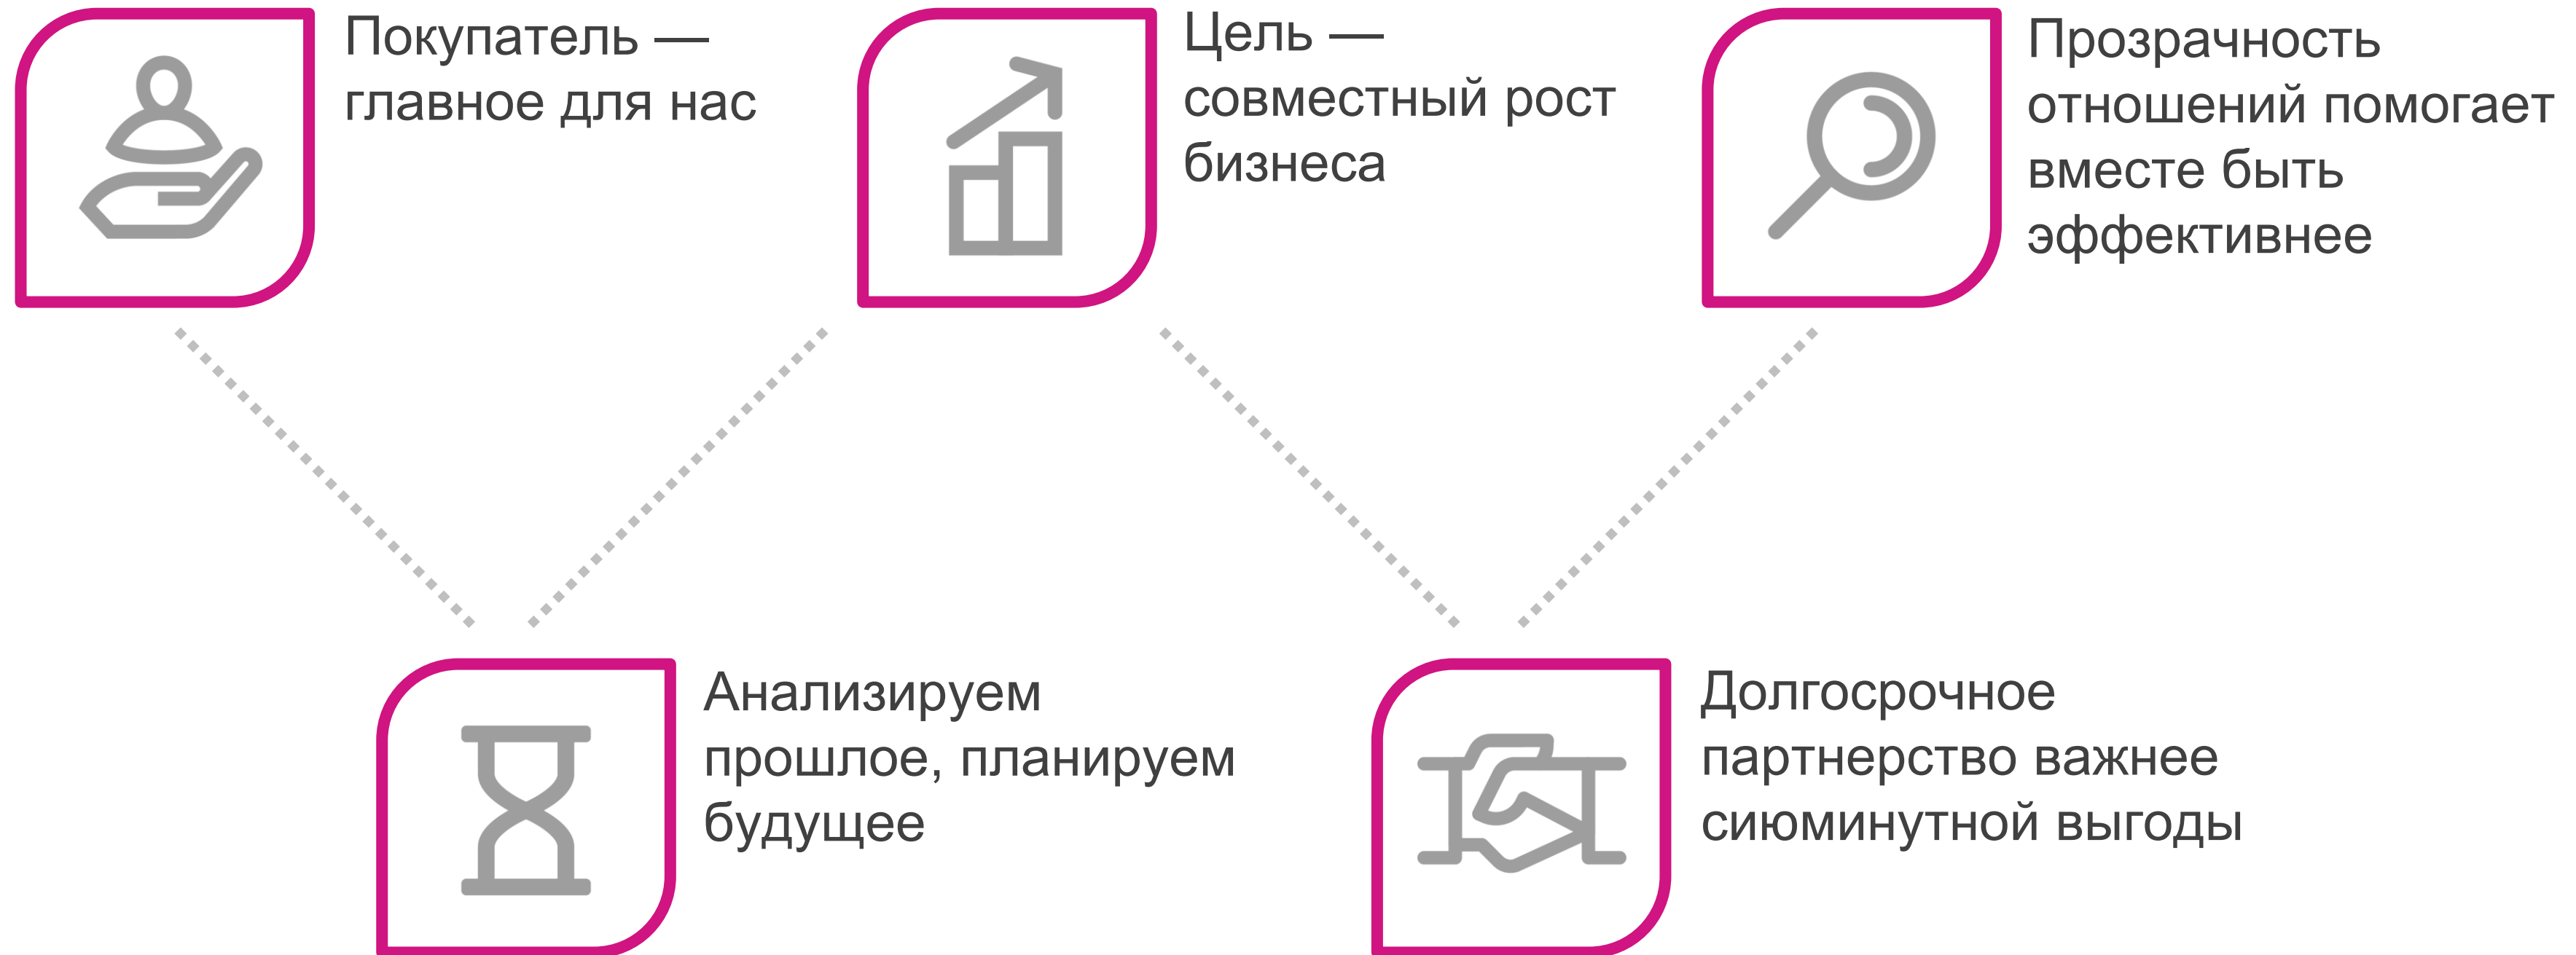 Покупатель —
главное для нас
Цель —
совместный рост
бизнеса
Прозрачность
отношений помогает
вместе быть
эффективнее
Анализируем
прошлое, планируем
будущее
Долгосрочное
партнерство важнее
сиюминутной выгоды